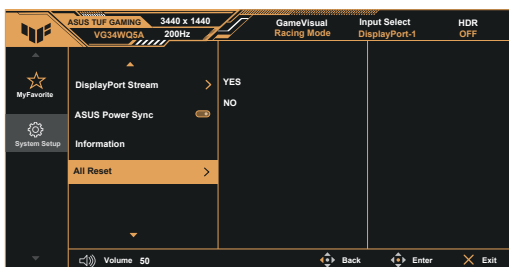 ASUS TUF GAMING 3440 x 1440
VG34WQ5A 200Hz
GameVisual
Racing Mode
Input Select
DisplayPort-1
HDR
OFF
MyFavorite
System Setup
DisplayPort Stream
ASUS Power Sync
Information
All Reset
YES
NO
Volume 50
Back
Enter
Exit